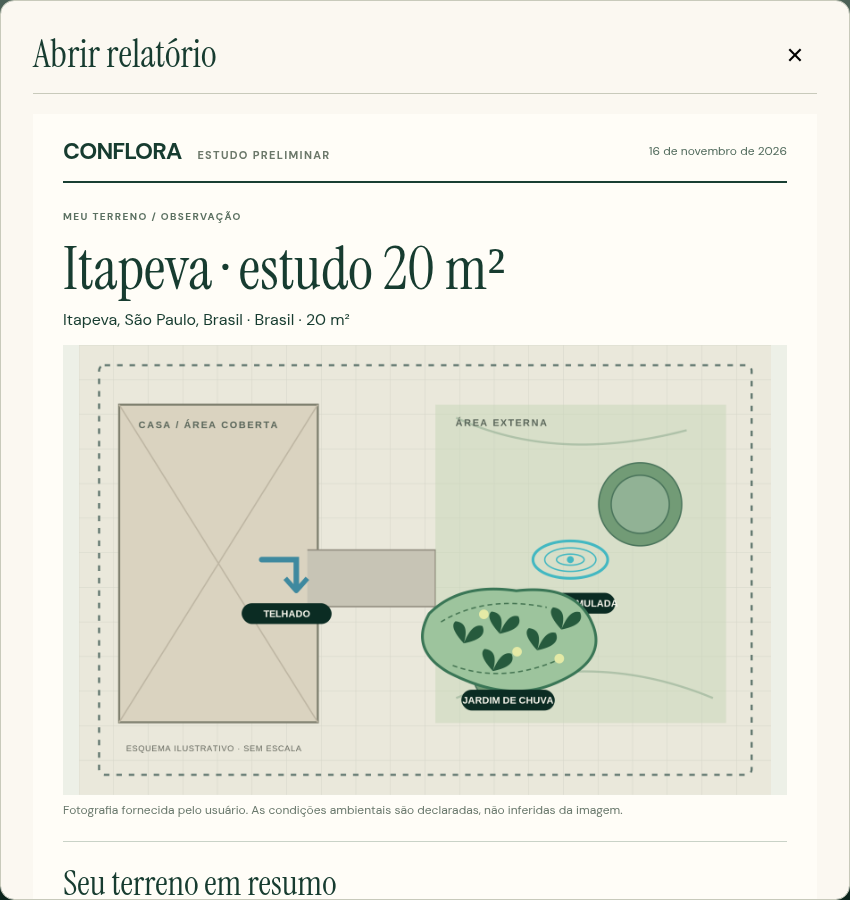 Abrir relatório
CONFLORA ESTUDO PRELIMINAR 16 de novembro de 2026
MEU TERRENO / OBSERVAÇÃO
Itapeva · estudo 20 m²
Itapeva, São Paulo, Brasil · Brasil · 20 m²
CASA / ÁREA COBERTA
ÁREA EXTERNA
TELHADO
JARDIM DE CHUVA
ESQUEMA ILUSTRATIVO · SEM ESCALA
Fotografia fornecida pelo usuário. As condições ambientais são declaradas, não inferidas da imagem.
Seu terreno em resumo